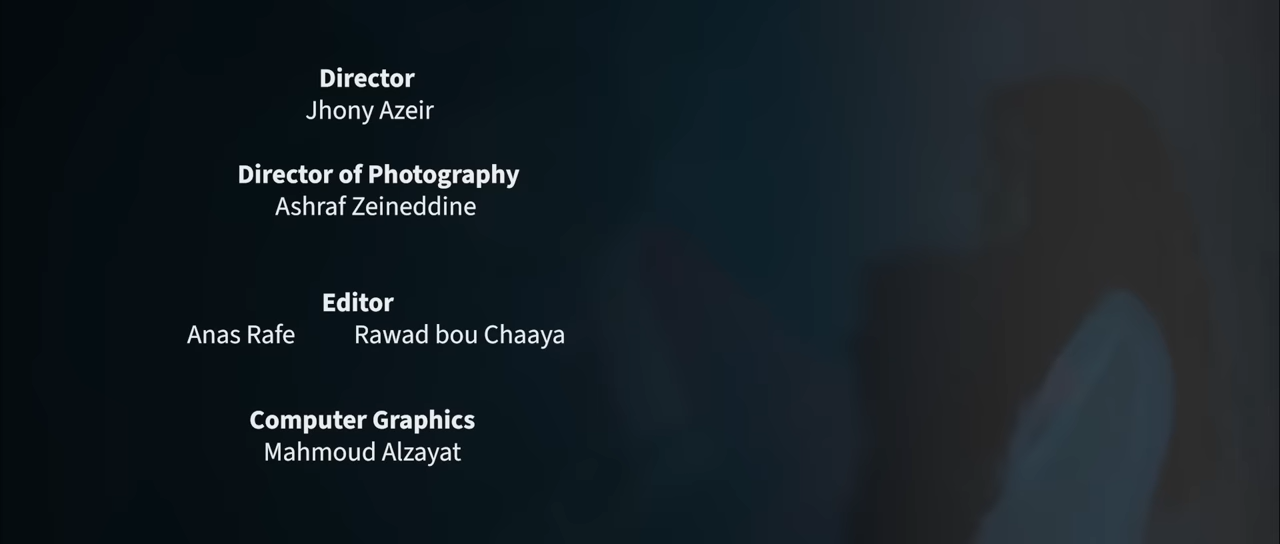 Director
Jhony Azeir
Director of Photography
Ashraf Zeineddine
Editor
Anas Rafe Rawad bou Chaaya
Computer Graphics
Mahmoud Alzayat